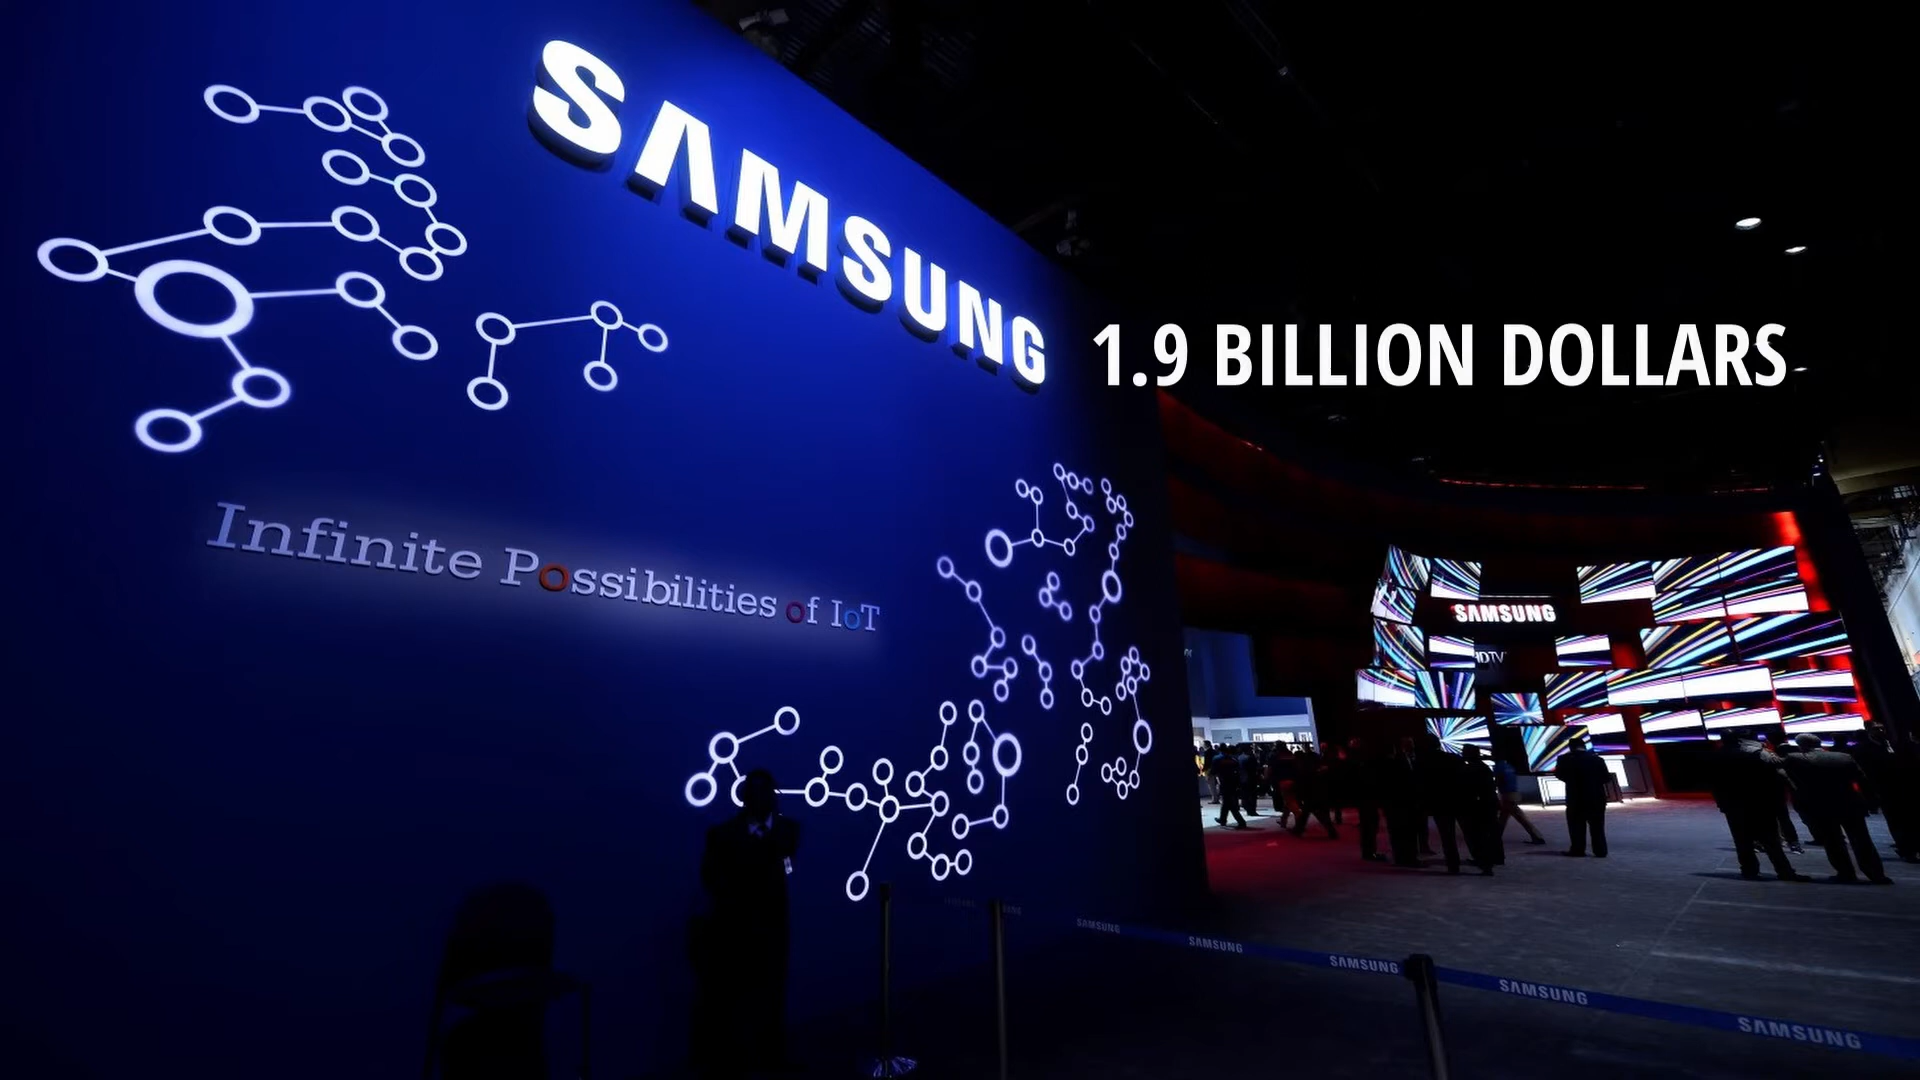 SAMSUNG
1.9 BILLION DOLLARS
Infinite Possibilities of IoT
SAMSUNG
SAMSUNG
SAMSUNG
SAMSUNG
SAMSUNG
SAMSUNG